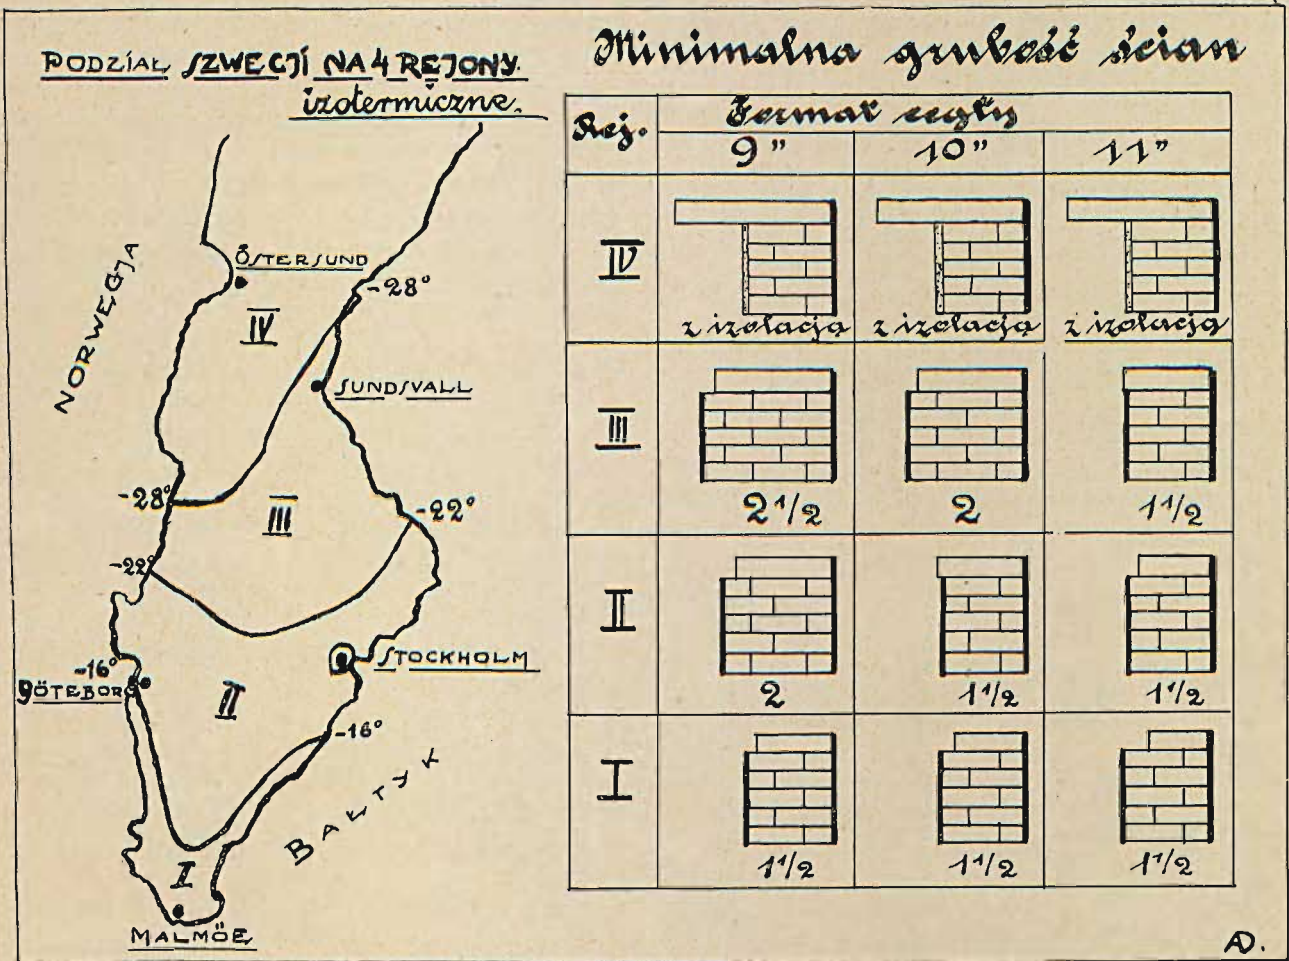 PODZIAŁ SZWECJI NA 4 REJONY
izotermiczne.
NORWEGJA
ÖSTERSUND
-28°
IV
SUNDSVALL
-28°
III
-22°
-22°
-16°
GÖTEBORG
STOCKHOLM
II
-16°
BAŁTYK
I
MALMÖE
Minimalna grubość ścian
Rej. Format cegły
9" 10" 11"
IV
z izolacją z izolacją z izolacją
III
2 1/2 2 1 1/2
II
2 1 1/2 1 1/2
I
1 1/2 1 1/2 1 1/2
AD.